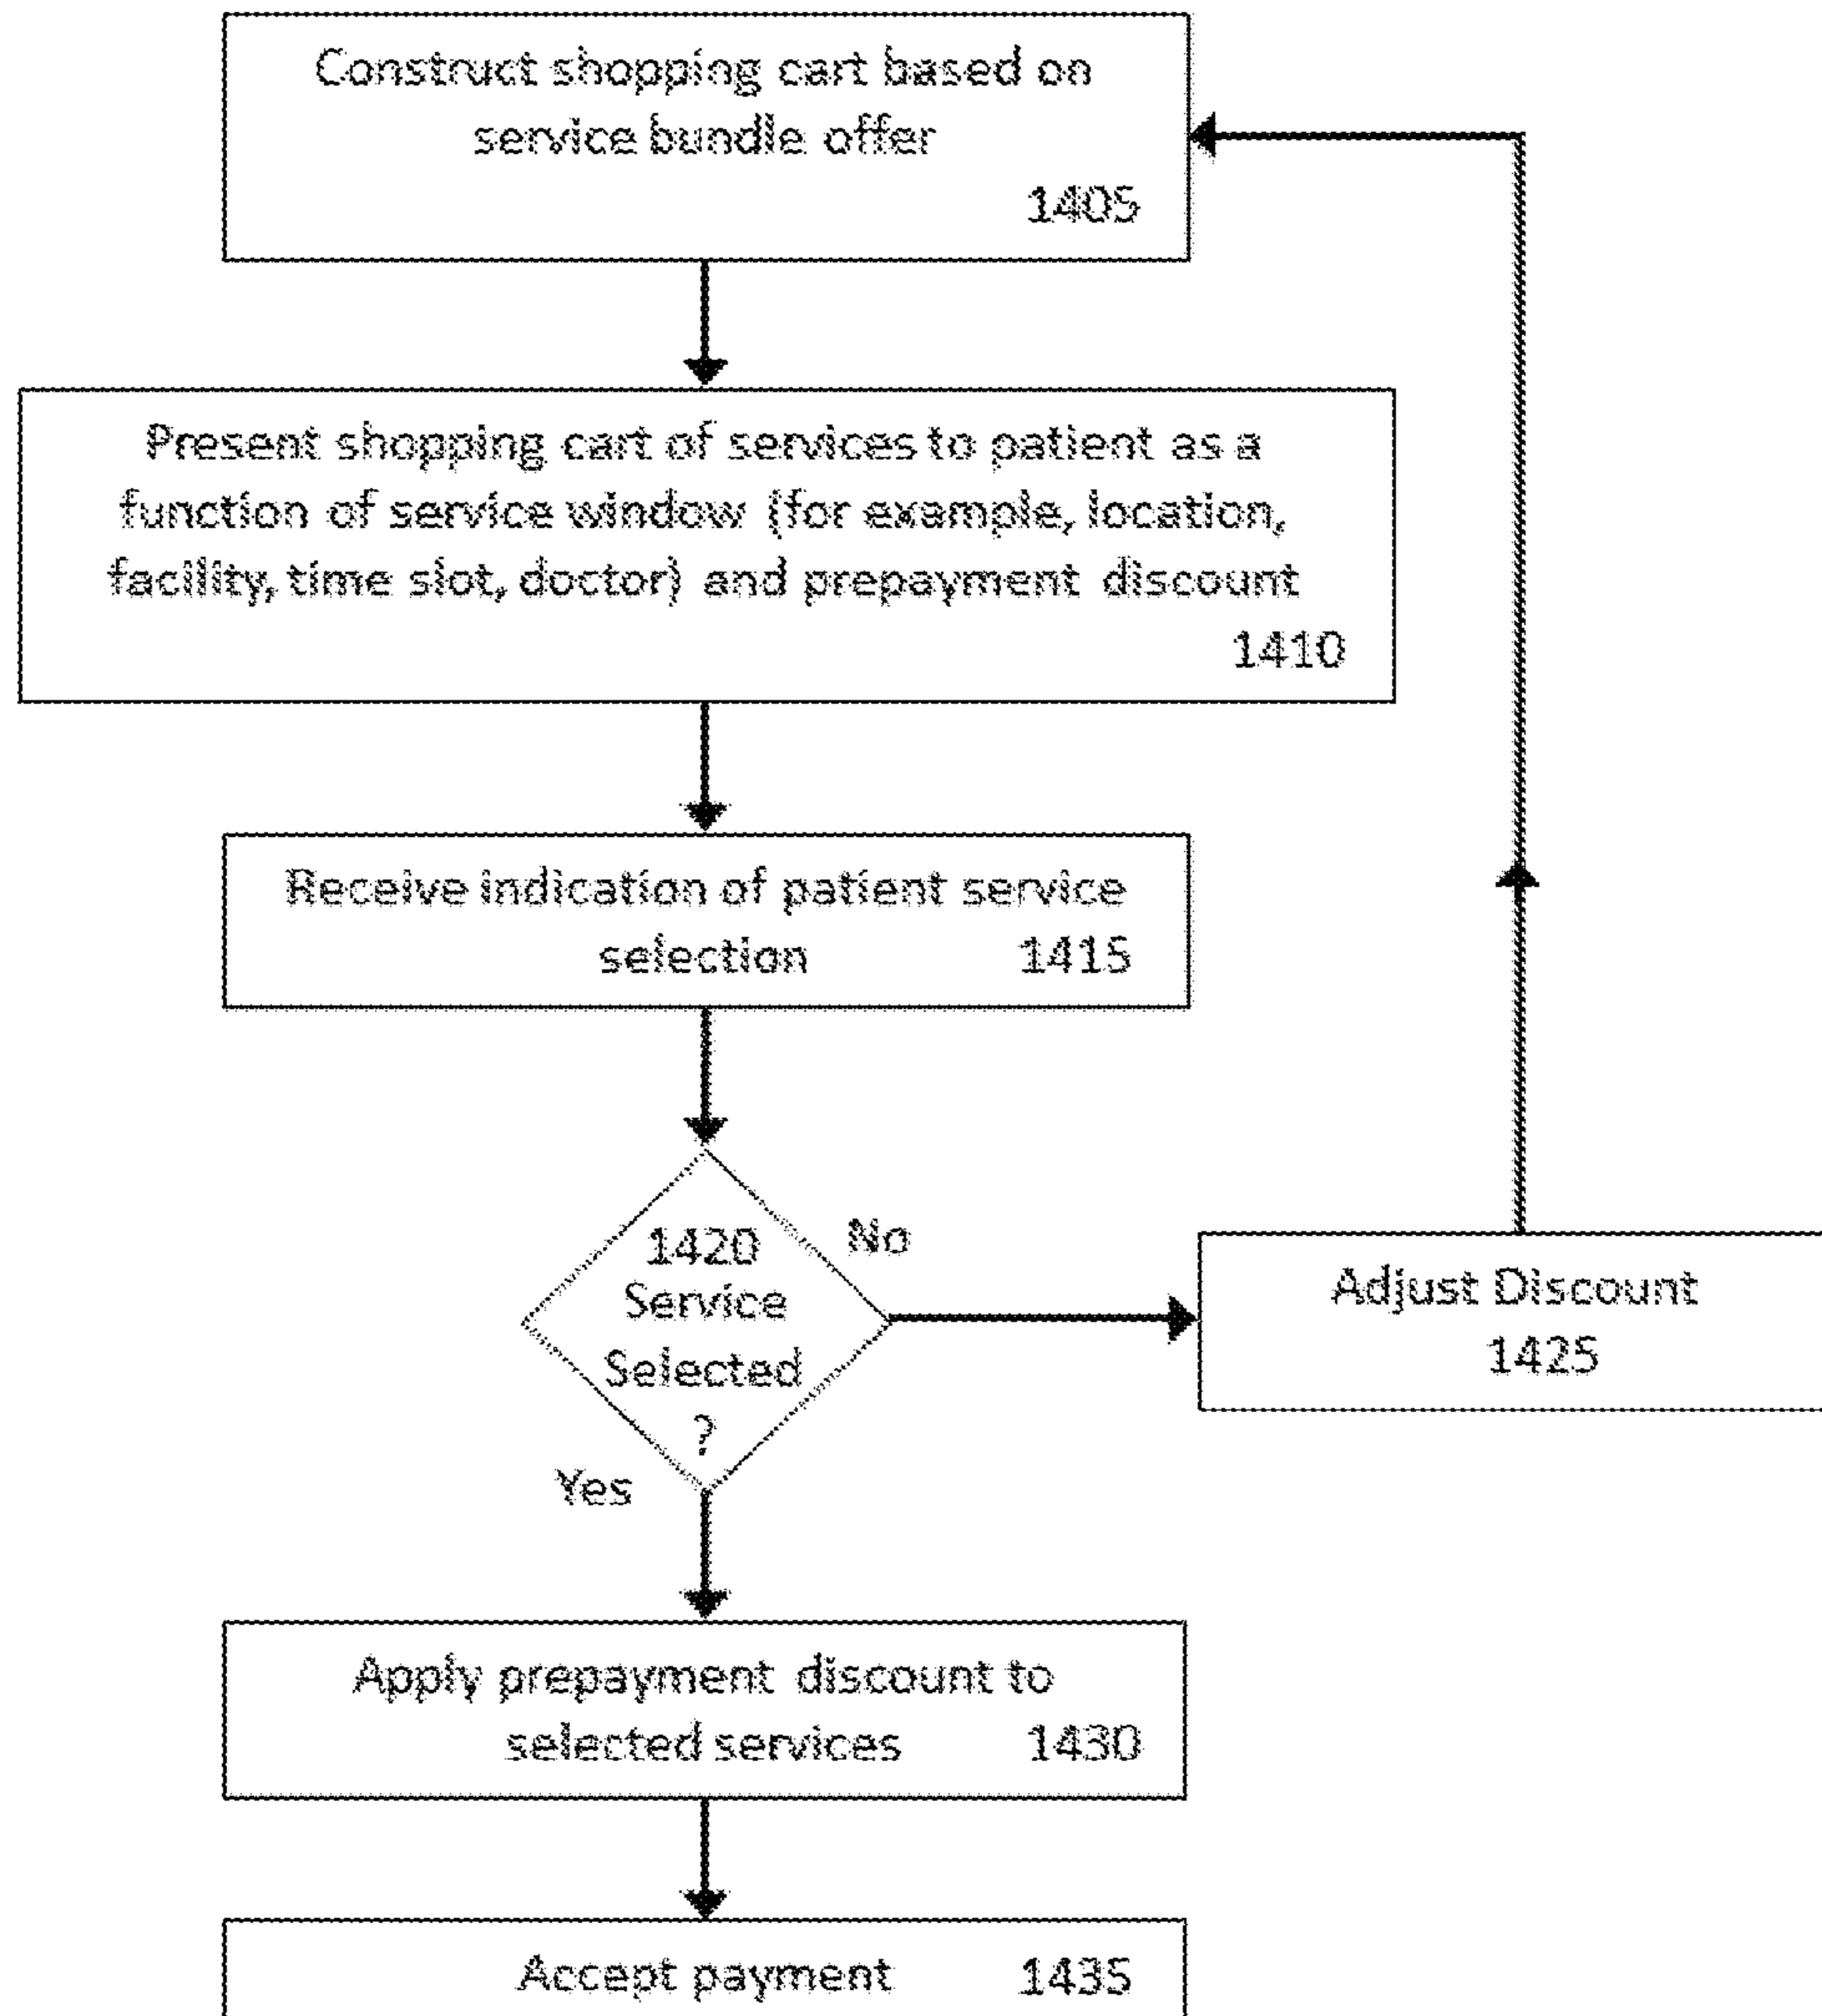 Construct shopping cart based on
service bundle offer
1405
Present shopping cart of services to patient as a
function of service window (for example, location,
facility, time slot, doctor) and prepayment discount
1410
Receive indication of patient service
selection 1415
1420
Service
Selected
?
No
Adjust Discount
1425
Yes
Apply prepayment discount to
selected services 1430
Accept payment 1435